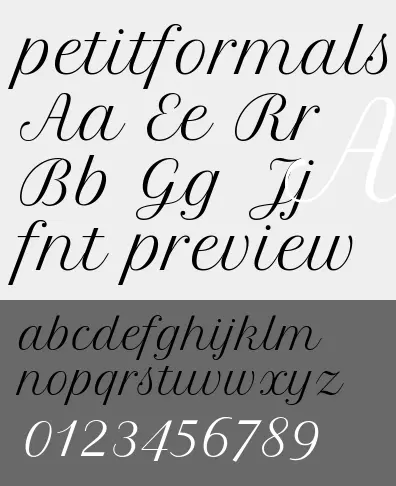 petitformals
Aa Ee Rr
A
Bb Gg Jj
fnt preview
abcdefghijklm
nopqrstuvwxyz
0123456789